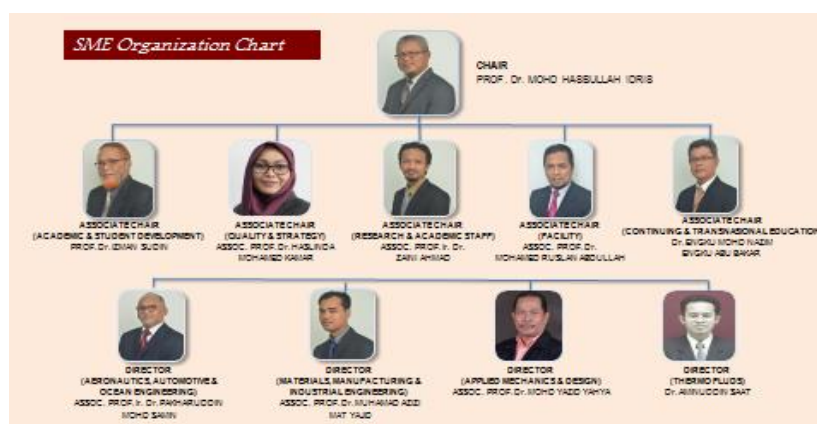 SME Organization Chart
CHAIR
PROF. Dr. MOHD HASBULLAH IDRIS
ASSOCIATE CHAIR
(ACADEMIC & STUDENT DEVELOPMENT)
PROF. Dr. IZMAN SUDIN
ASSOCIATE CHAIR
(QUALITY & STRATEGY)
ASSOC. PROF. Dr. HASLINDA
MOHAMED KAMAR
ASSOCIATE CHAIR
(RESEARCH & ACADEMIC STAFF)
ASSOC. PROF. Ir. Dr.
ZAINI AHMAD
ASSOCIATE CHAIR
(FACILITY)
ASSOC. PROF. Dr.
MOHAMED RUSLAN ABDULLAH
ASSOCIATE CHAIR
(CONTINUING & TRANSNATIONAL EDUCATION
Dr. ENGKU MOHD NAZIM
ENGKU ABU BAKAR
DIRECTOR
(AERONAUTICS, AUTOMOTIVE &
OCEAN ENGINEERING)
ASSOC. PROF. Ir. Dr. PAKHARUDDIN
MOHD SAMIN
DIRECTOR
(MATERIALS, MANUFACTURING &
INDUSTRIAL ENGINEERING)
ASSOC. PROF. Dr. MUHAMAD AZIZI
MAT YAJID
DIRECTOR
(APPLIED MECHANICS & DESIGN)
ASSOC. PROF. Dr. MOHD YAZID YAHYA
DIRECTOR
(THERMO FLUIDS)
Dr. AMINUDDIN SAAT